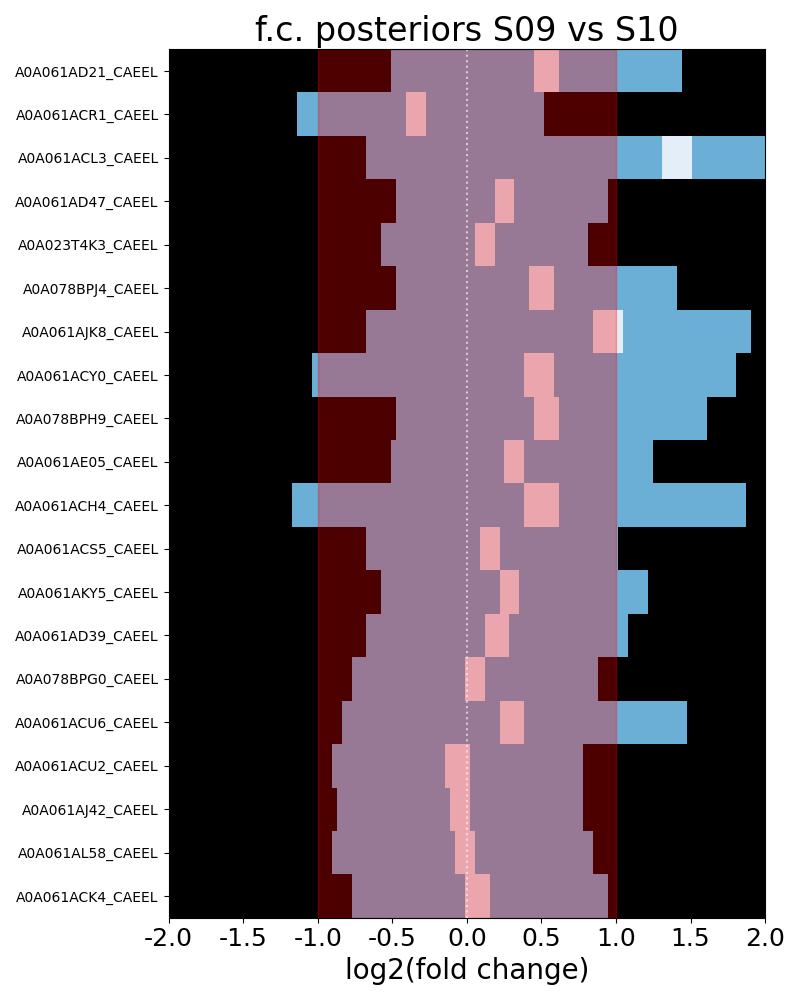 f.c. posteriors S09 vs S10
A0A061AD21_CAEEL
A0A061ACR1_CAEEL
A0A061ACL3_CAEEL
A0A061AD47_CAEEL
A0A023T4K3_CAEEL
A0A078BPJ4_CAEEL
A0A061AJK8_CAEEL
A0A061ACY0_CAEEL
A0A078BPH9_CAEEL
A0A061AE05_CAEEL
A0A061ACH4_CAEEL
A0A061ACS5_CAEEL
A0A061AKY5_CAEEL
A0A061AD39_CAEEL
A0A078BPG0_CAEEL
A0A061ACU6_CAEEL
A0A061ACU2_CAEEL
A0A061AJ42_CAEEL
A0A061AL58_CAEEL
A0A061ACK4_CAEEL
-2.0 -1.5 -1.0 -0.5 0.0 0.5 1.0 1.5 2.0
log2(fold change)